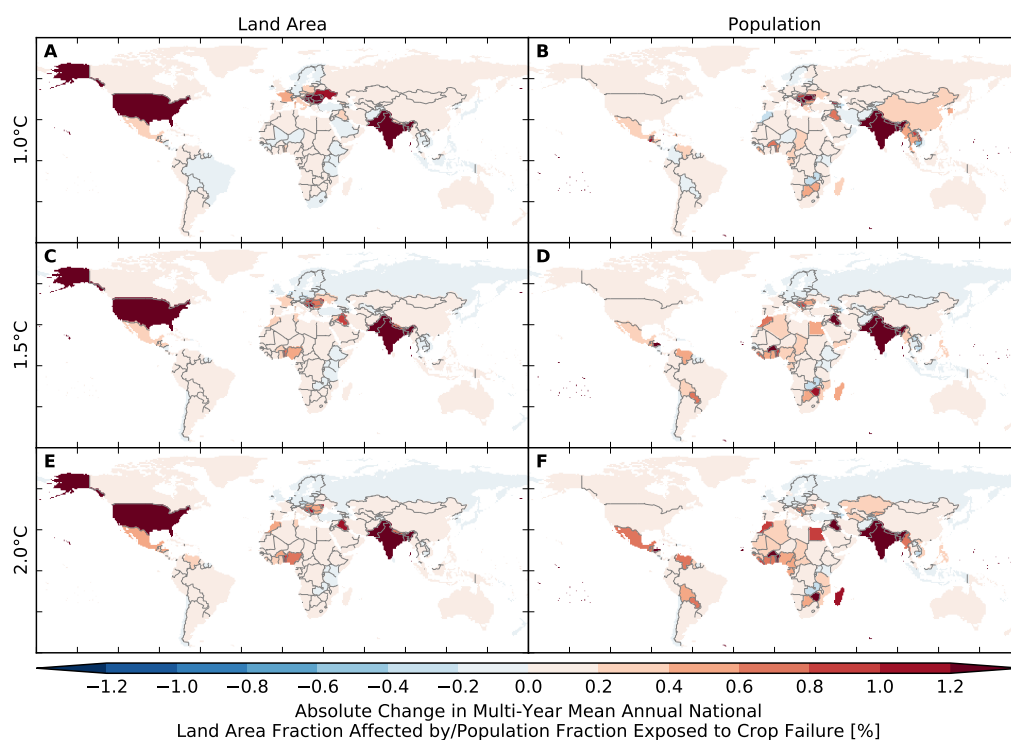 Land Area
Population
A
B
1.0°C
C
D
1.5°C
E
F
2.0°C
−1.2 −1.0 −0.8 −0.6 −0.4 −0.2 0.0 0.2 0.4 0.6 0.8 1.0 1.2
Absolute Change in Multi-Year Mean Annual National
Land Area Fraction Affected by/Population Fraction Exposed to Crop Failure [%]